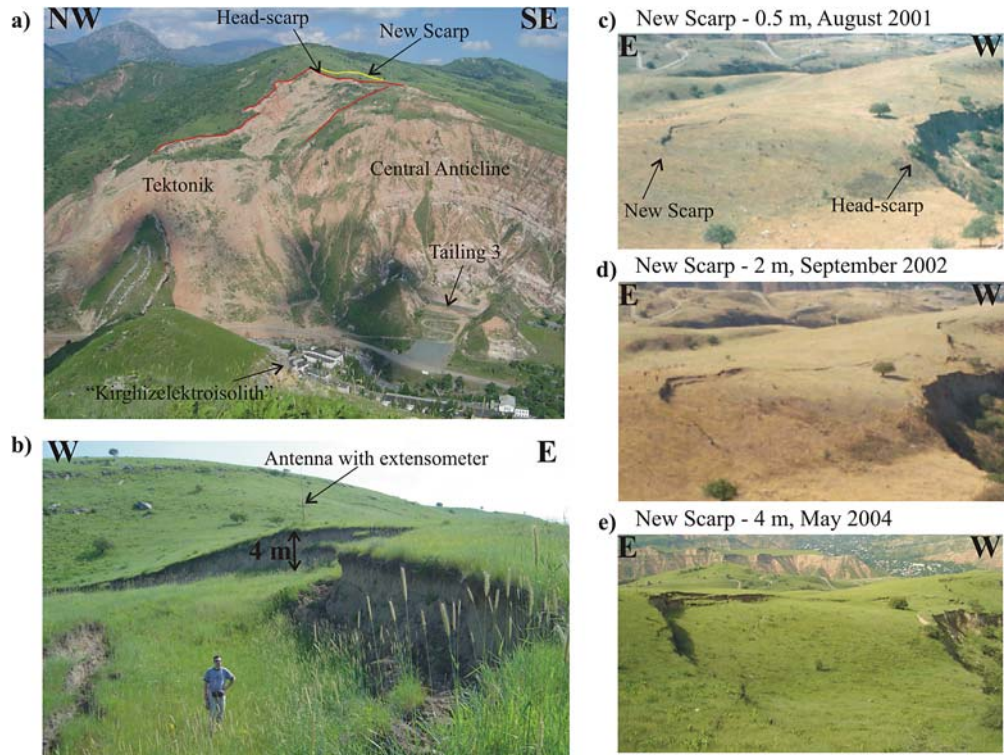 a)
NW
SE
Head-scarp
New Scarp
Tektonik
Central Anticline
Tailing 3
“Kirghizelektroisolith”
b)
W
E
Antenna with extensometer
4 m
c)
New Scarp - 0.5 m, August 2001
E
W
New Scarp
Head-scarp
d)
New Scarp - 2 m, September 2002
E
W
e)
New Scarp - 4 m, May 2004
E
W